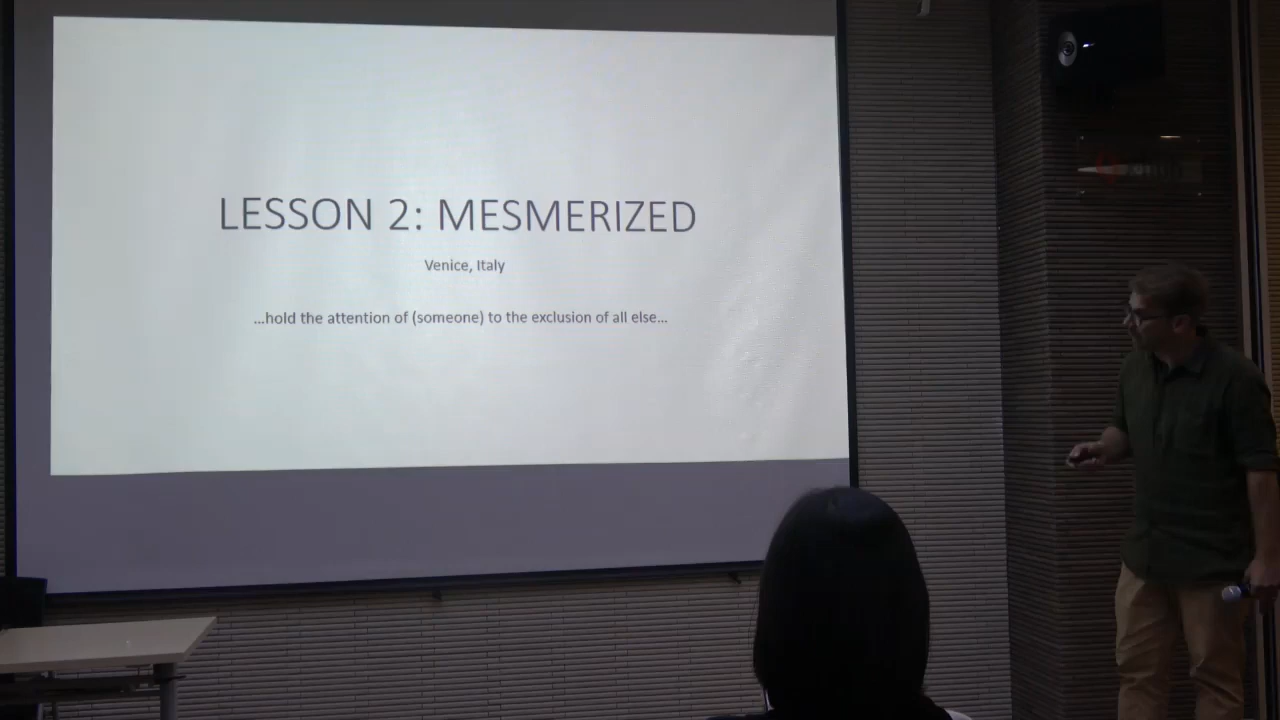 LESSON 2: MESMERIZED
Venice, Italy
...hold the attention of (someone) to the exclusion of all else...